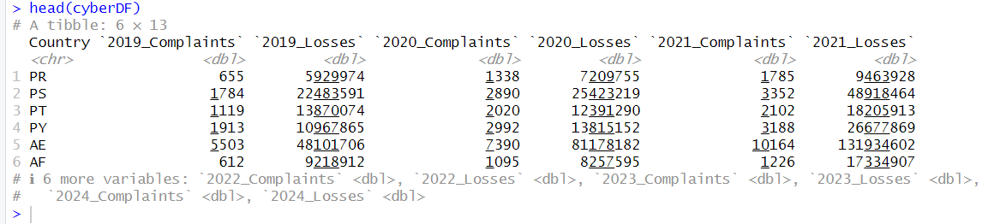 > head(cyberDF)
# A tibble: 6 × 13
Country `2019_Complaints` `2019_Losses` `2020_Complaints` `2020_Losses` `2021_Complaints` `2021_Losses`
<chr> <dbl> <dbl> <dbl> <dbl> <dbl> <dbl>
1 PR 655 5929974 1338 7209755 1785 9463928
2 PS 1784 22483591 2890 25423219 3352 48918464
3 PT 1119 13870074 2020 12391290 2102 18205913
4 PY 1913 10967865 2992 13815152 3188 26677869
5 AE 5503 48101706 7390 81178182 10164 131934602
6 AF 612 9218912 1095 8257595 1226 17334907
# ℹ 6 more variables: `2022_Complaints` <dbl>, `2022_Losses` <dbl>, `2023_Complaints` <dbl>, `2023_Losses` <dbl>,
# `2024_Complaints` <dbl>, `2024_Losses` <dbl>
>